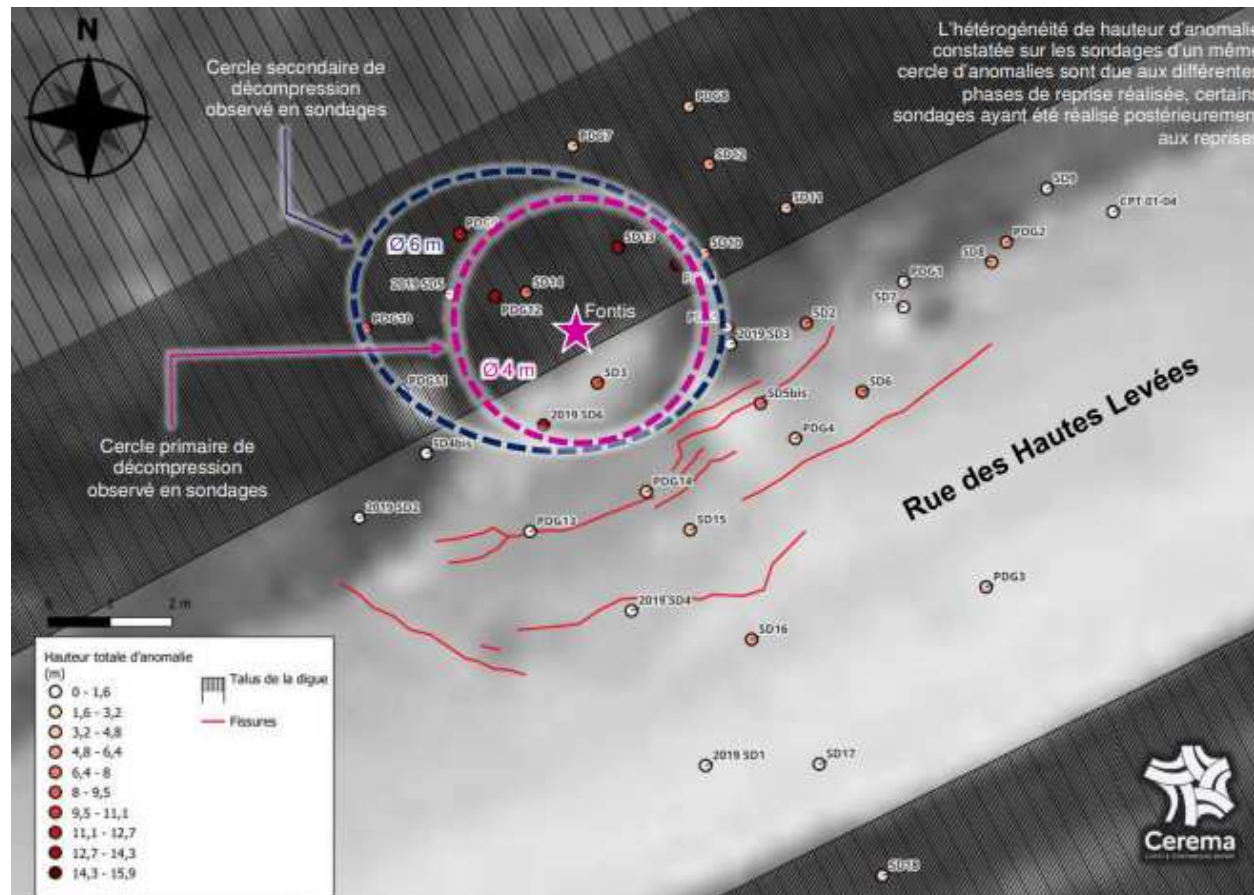 N
Cercle secondaire de
décompression
observé en sondages
L'hétérogénéité de hauteur d'anomalie
constatée sur les sondages d'un même
cercle d'anomalies sont due aux différentes
phases de reprise réalisée, certains
sondages ayant été réalisé postérieurement
aux reprises
PDG7
SD12
SD11
SD9
CPT 01-04
PDG2
SD8
PDG1
SD7
Ø 6 m
SD13
SD10
2019 SD5
SD14
PDG12
PDG10
Fontis
2019 SD3
SD2
Ø 4 m
SD3
SD6
SD5bis
2019 SD6
PDG4
SD4bis
Cercle primaire de
décompression
observé en sondages
Rue des Hautes Levées
2019 SD2
PDG14
PDG13
SD15
PDG3
2019 SD4
SD16
2019 SD1
SD17
SD18
2 m
Hauteur totale d'anomalie
(m)
0 - 1,6
1,6 - 3,2
3,2 - 4,8
4,8 - 6,4
6,4 - 8
8 - 9,5
9,5 - 11,1
11,1 - 12,7
12,7 - 14,3
14,3 - 15,9
Talus de la digue
Fissures
Cerema